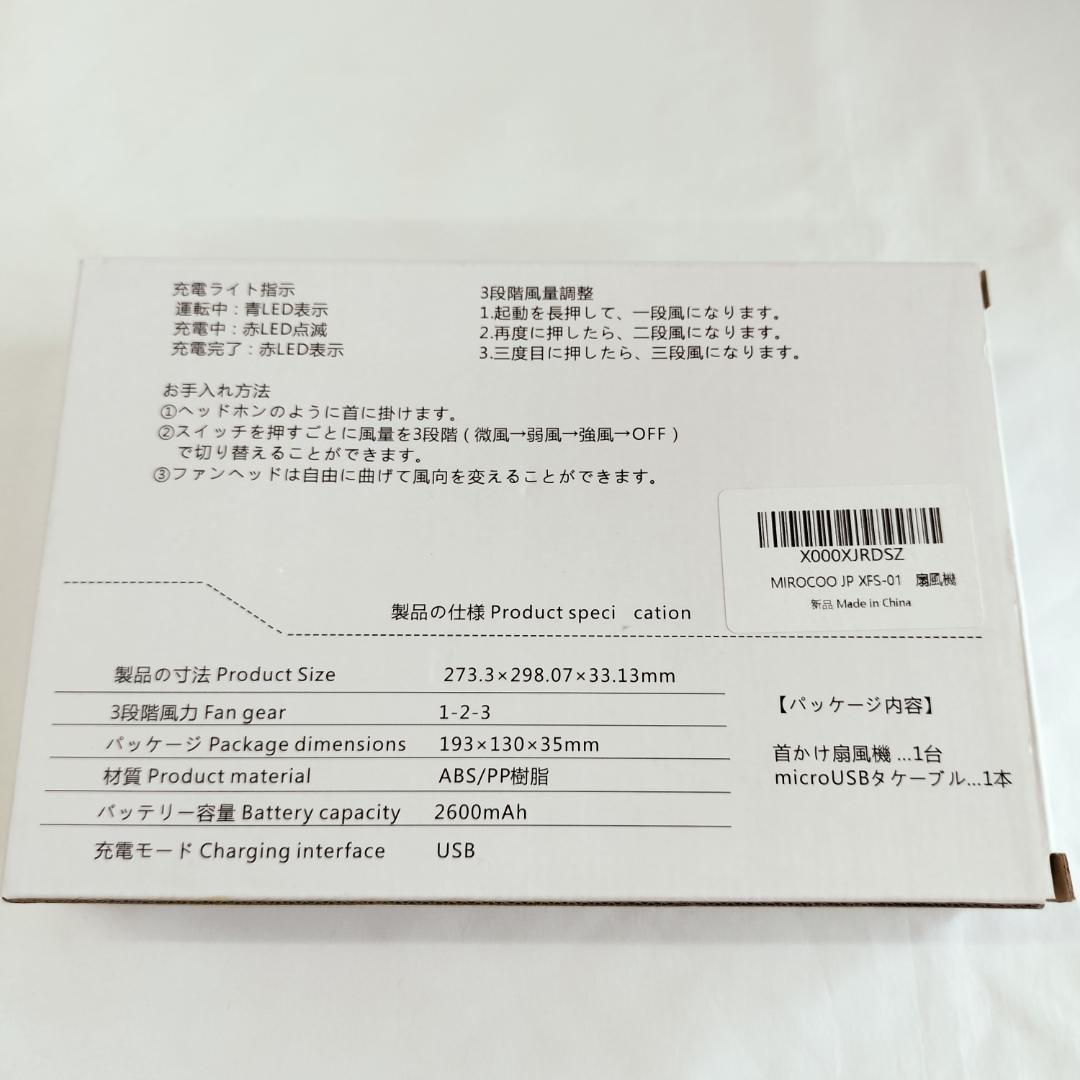 充電ライト指示
運転中：青LED表示
充電中：赤LED点滅
充電完了：赤LED表示
3段階風量調整
1.起動を長押して、一段風になります。
2.再度に押したら、二段風になります。
3.三度目に押したら、三段風になります。
お手入れ方法
①ヘッドホンのように首に掛けます。
②スイッチを押すごとに風量を3段階 ( 微風→弱風→強風→OFF )
で切り替えることができます。
③ファンヘッドは自由に曲げて風向を変えることができます。
X000XJRDSZ
MIROCOO JP XFS-01 扇風機
新品 Made in China
製品の仕様 Product speci cation
製品の寸法 Product Size 273.3×298.07×33.13mm
3段階風力 Fan gear 1-2-3
パッケージ Package dimensions 193×130×35mm
材質 Product material ABS/PP樹脂
バッテリー容量 Battery capacity 2600mAh
充電モード Charging interface USB
【パッケージ内容】
首かけ扇風機 ...1台
microUSBタケーブル...1本